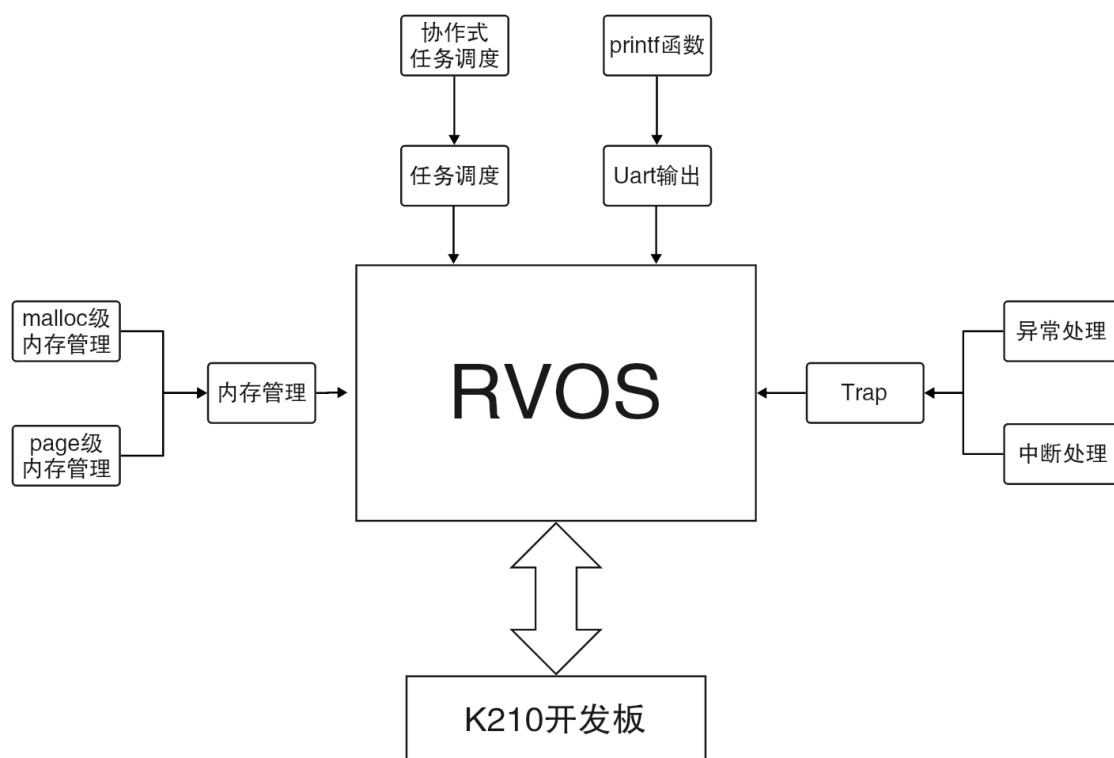 协作式
任务调度
printf函数
任务调度
Uart输出
malloc级
内存管理
RVOS
异常处理
内存管理
Trap
page级
内存管理
中断处理
K210开发板